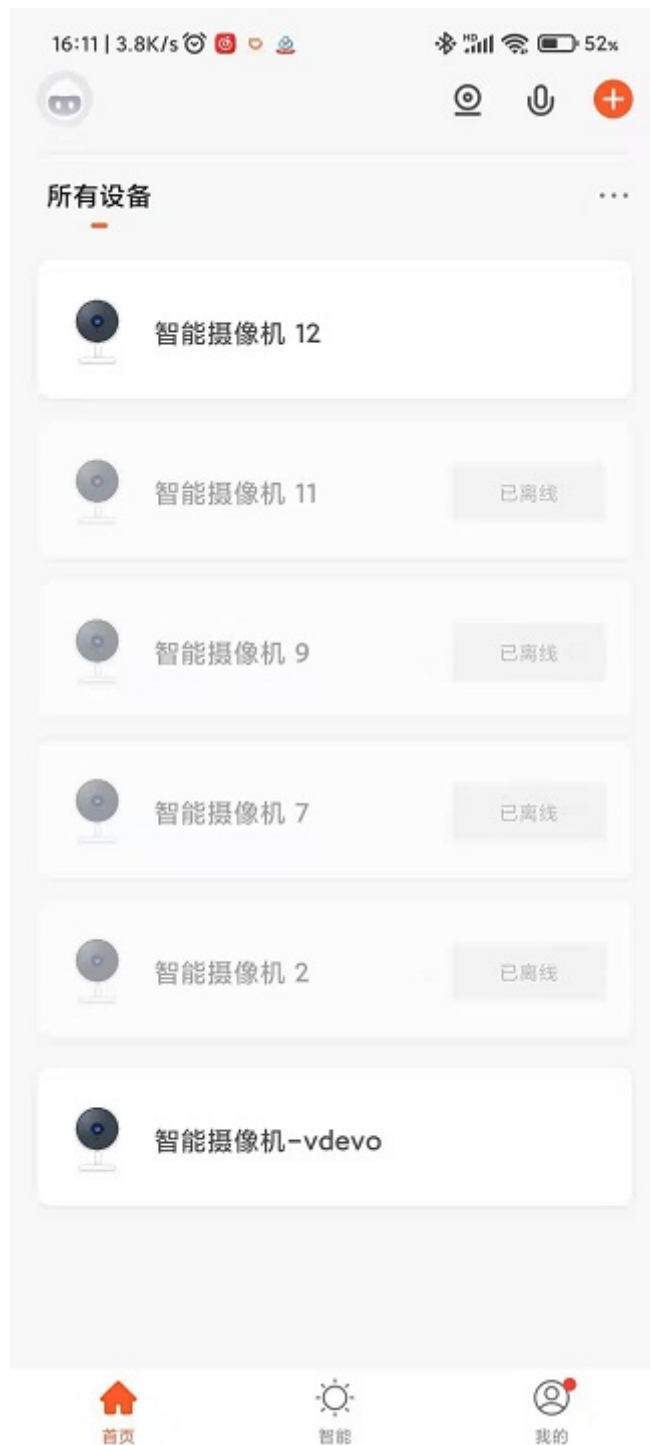 16:11 | 3.8K/s HD 52%
所有设备
智能摄像机 12
智能摄像机 11 已离线
智能摄像机 9 已离线
智能摄像机 7 已离线
智能摄像机 2 已离线
智能摄像机-vdevo
首页 智能 我的